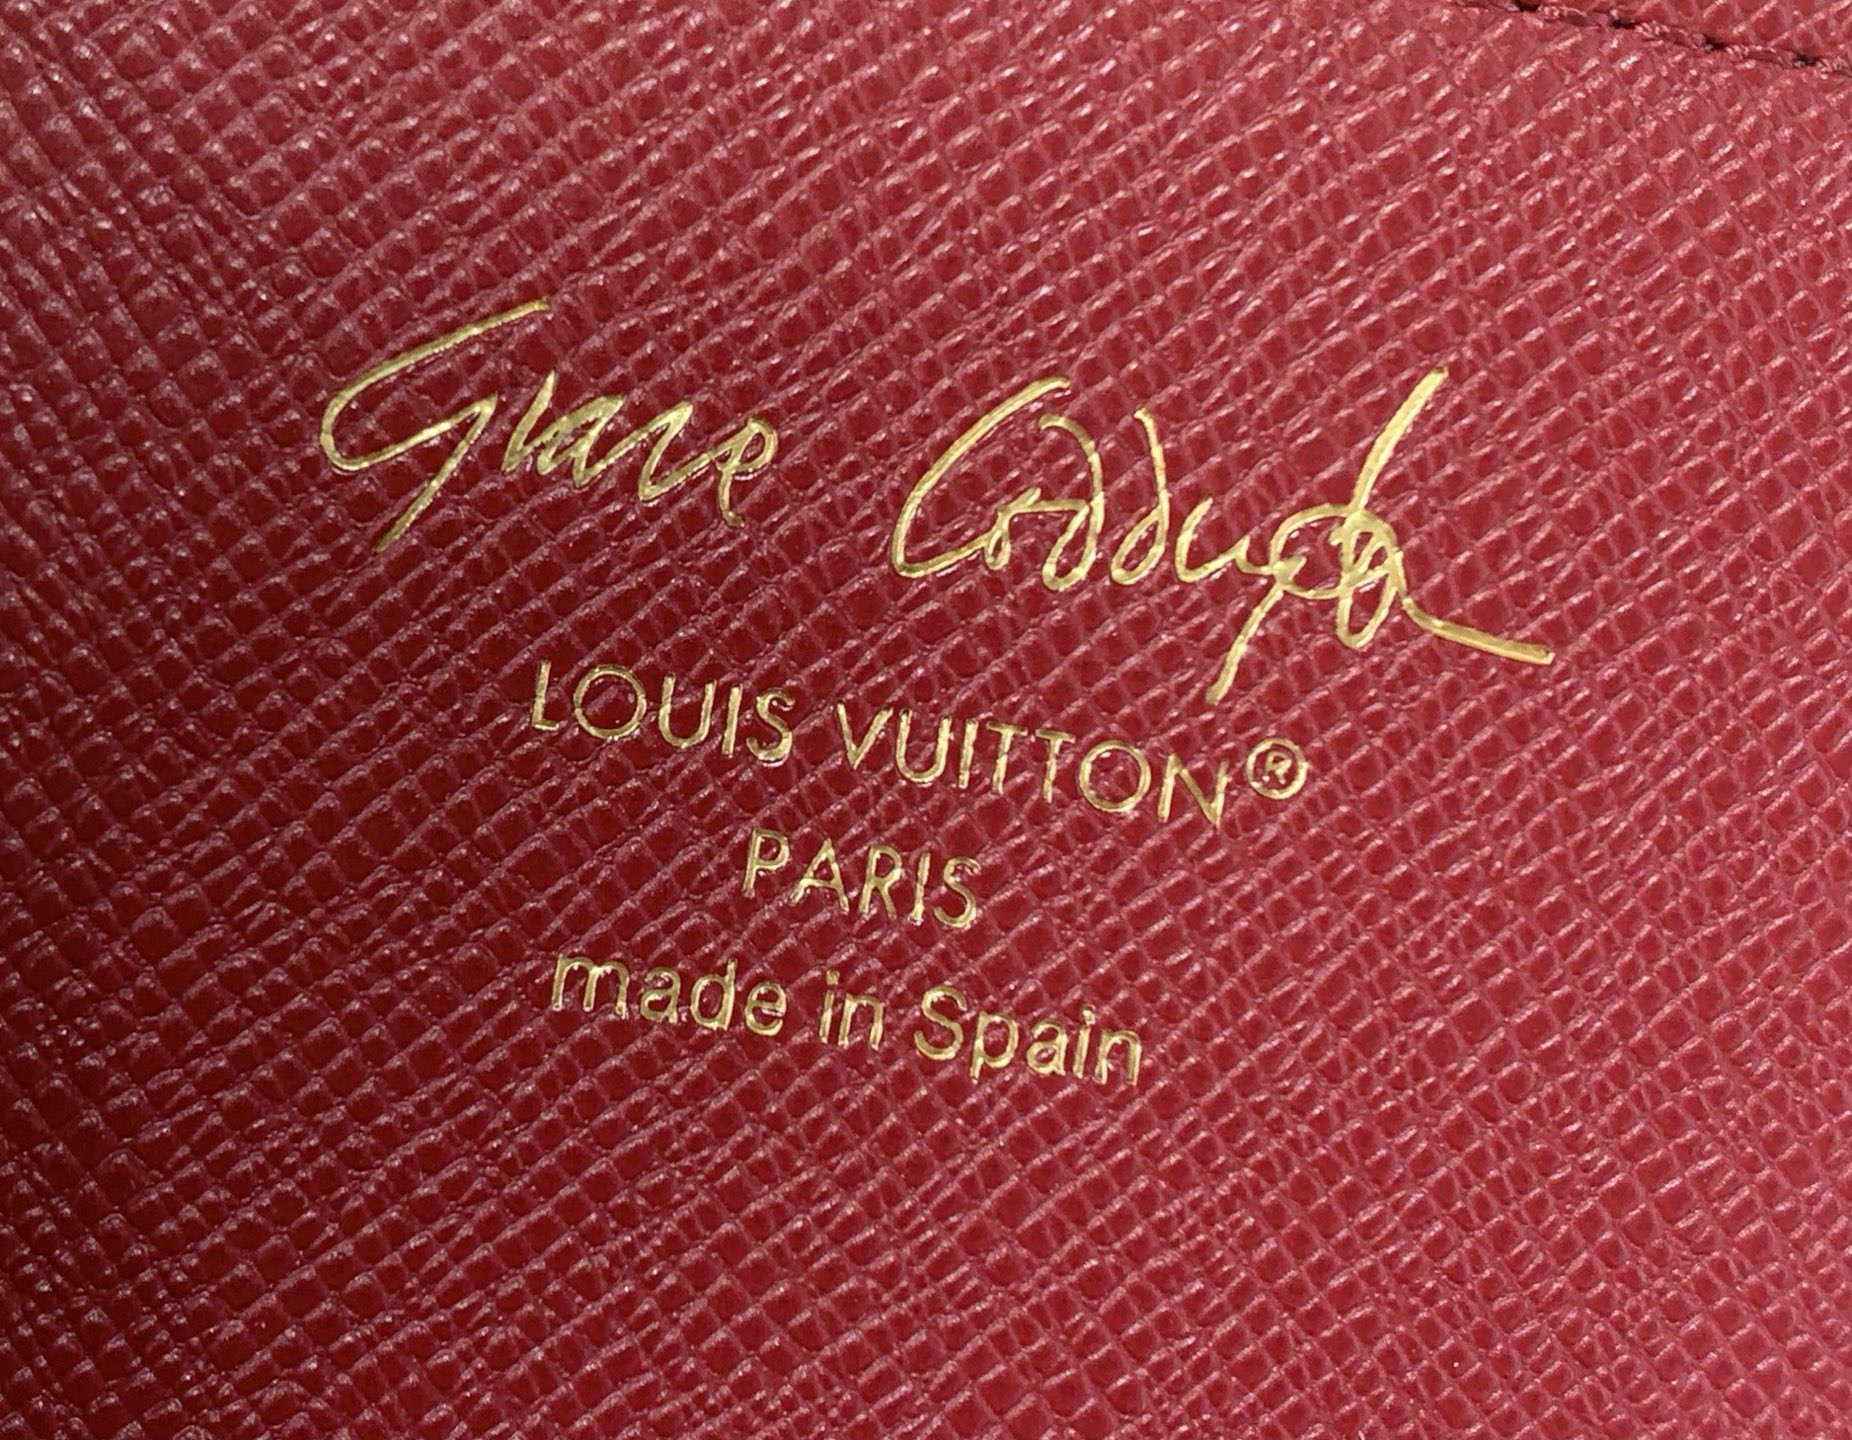 Grace Coddington
LOUIS VUITTON®
PARIS
made in Spain